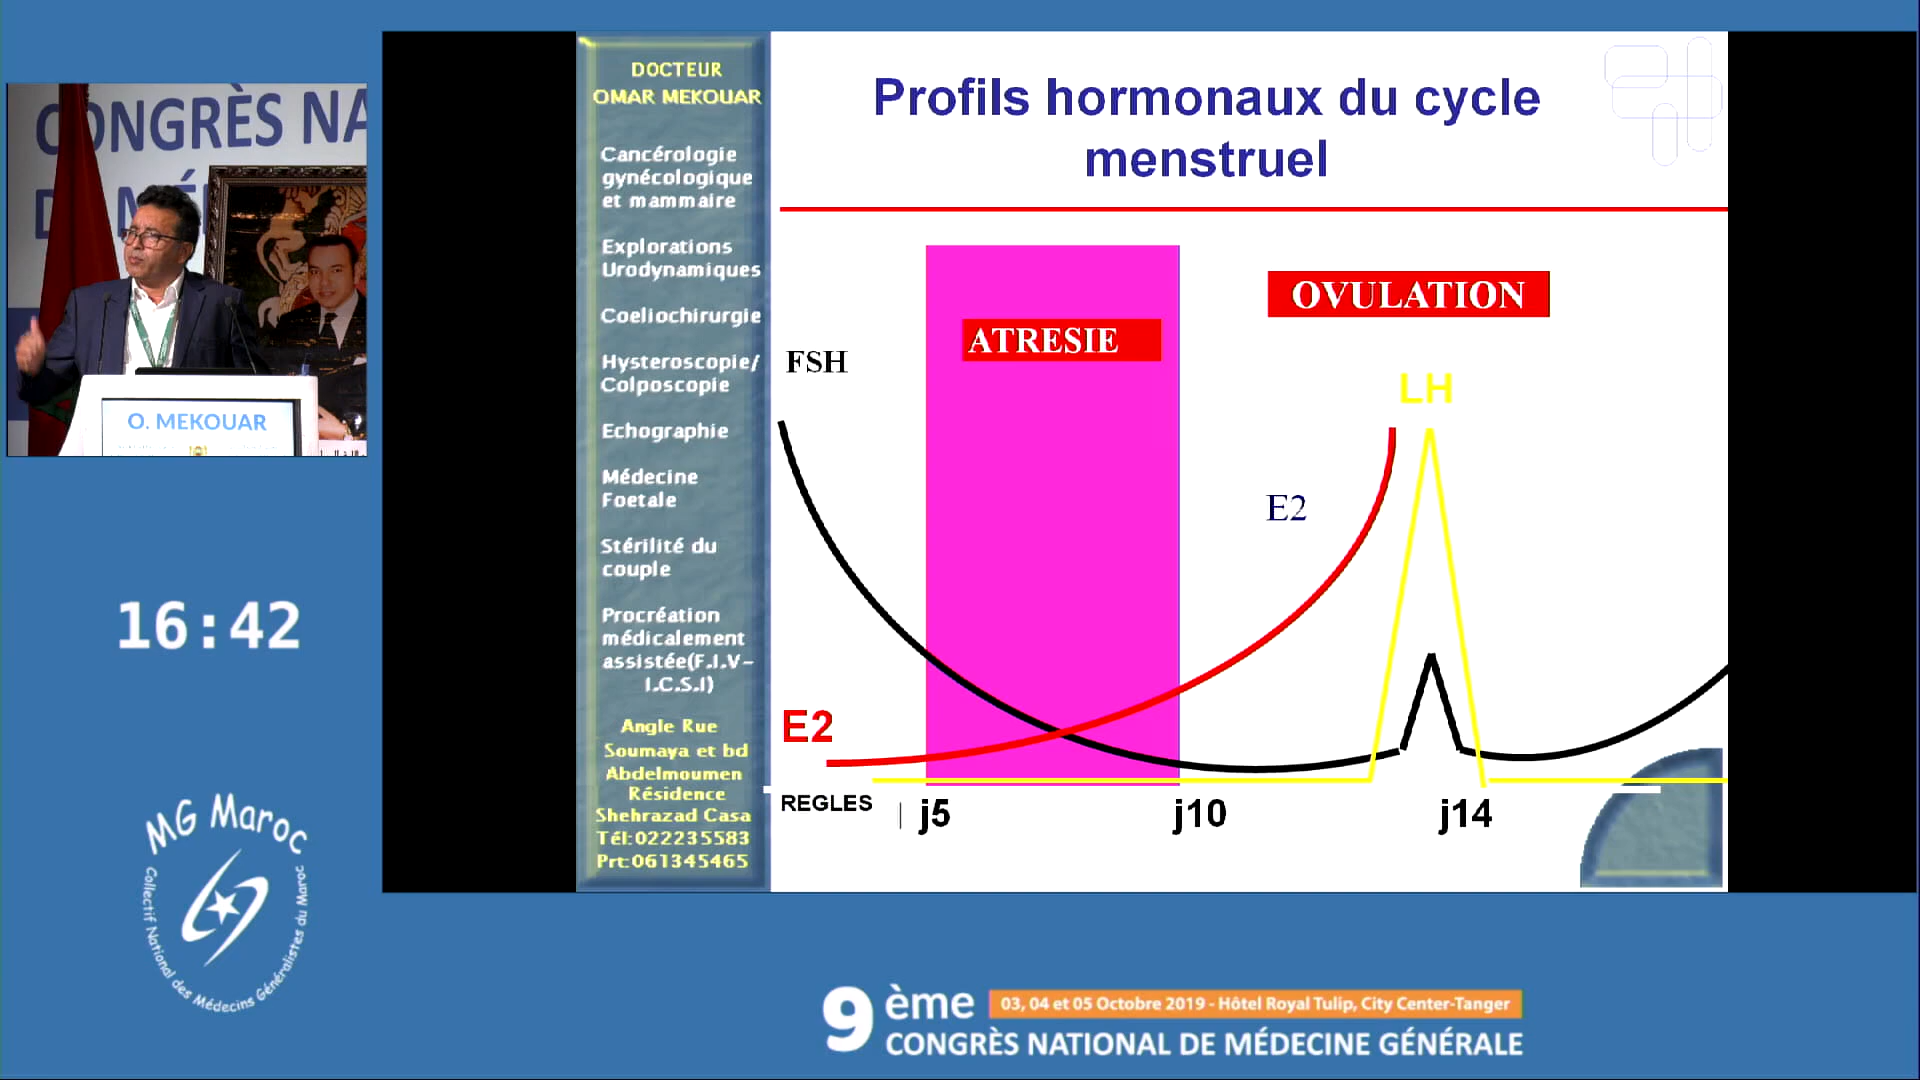 CONGRÈS NA
O. MEKOUAR
16:42
MG Maroc
Collectif National des Médecins Généralistes du Maroc
DOCTEUR
OMAR MEKOUAR
Cancérologie
gynécologique
et mammaire
Explorations
Urodynamiques
Coeliochirurgie
Hysteroscopie/
Colposcopie
Echographie
Médecine
Foetale
Stérilité du
couple
Procréation
médicalement
assistée(F.I.V-
I.C.S.I)
Angle Rue
Soumaya et bd
Abdelmoumen
Résidence
Shehrazad Casa
Tél:022235583
Prt:061345465
Profils hormonaux du cycle
menstruel
OVULATION
ATRESIE
FSH
LH
E2
E2
REGLES
j5
j10
j14
9ème
03, 04 et 05 Octobre 2019 - Hôtel Royal Tulip, City Center-Tanger
CONGRÈS NATIONAL DE MÉDECINE GÉNÉRALE